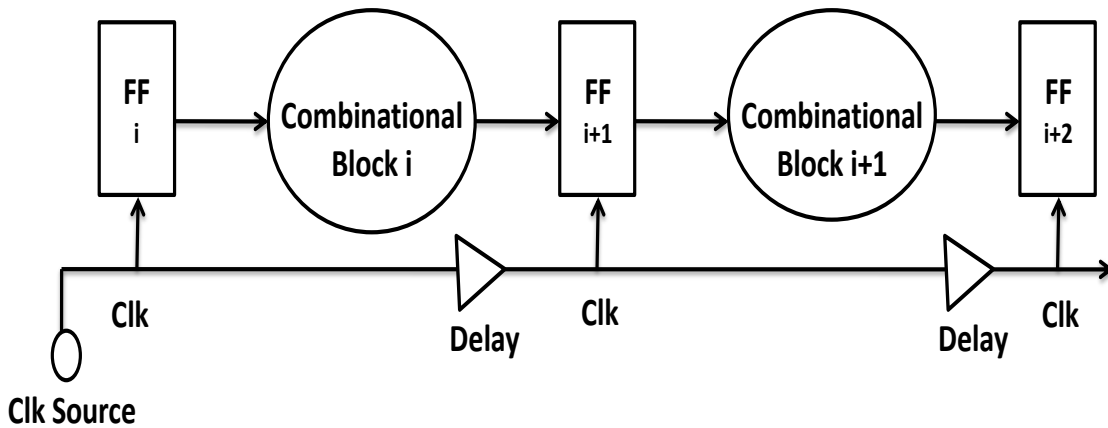 FF
i
Combinational
Block i
FF
i+1
Combinational
Block i+1
FF
i+2
Clk
Delay
Clk
Delay
Clk
Clk Source